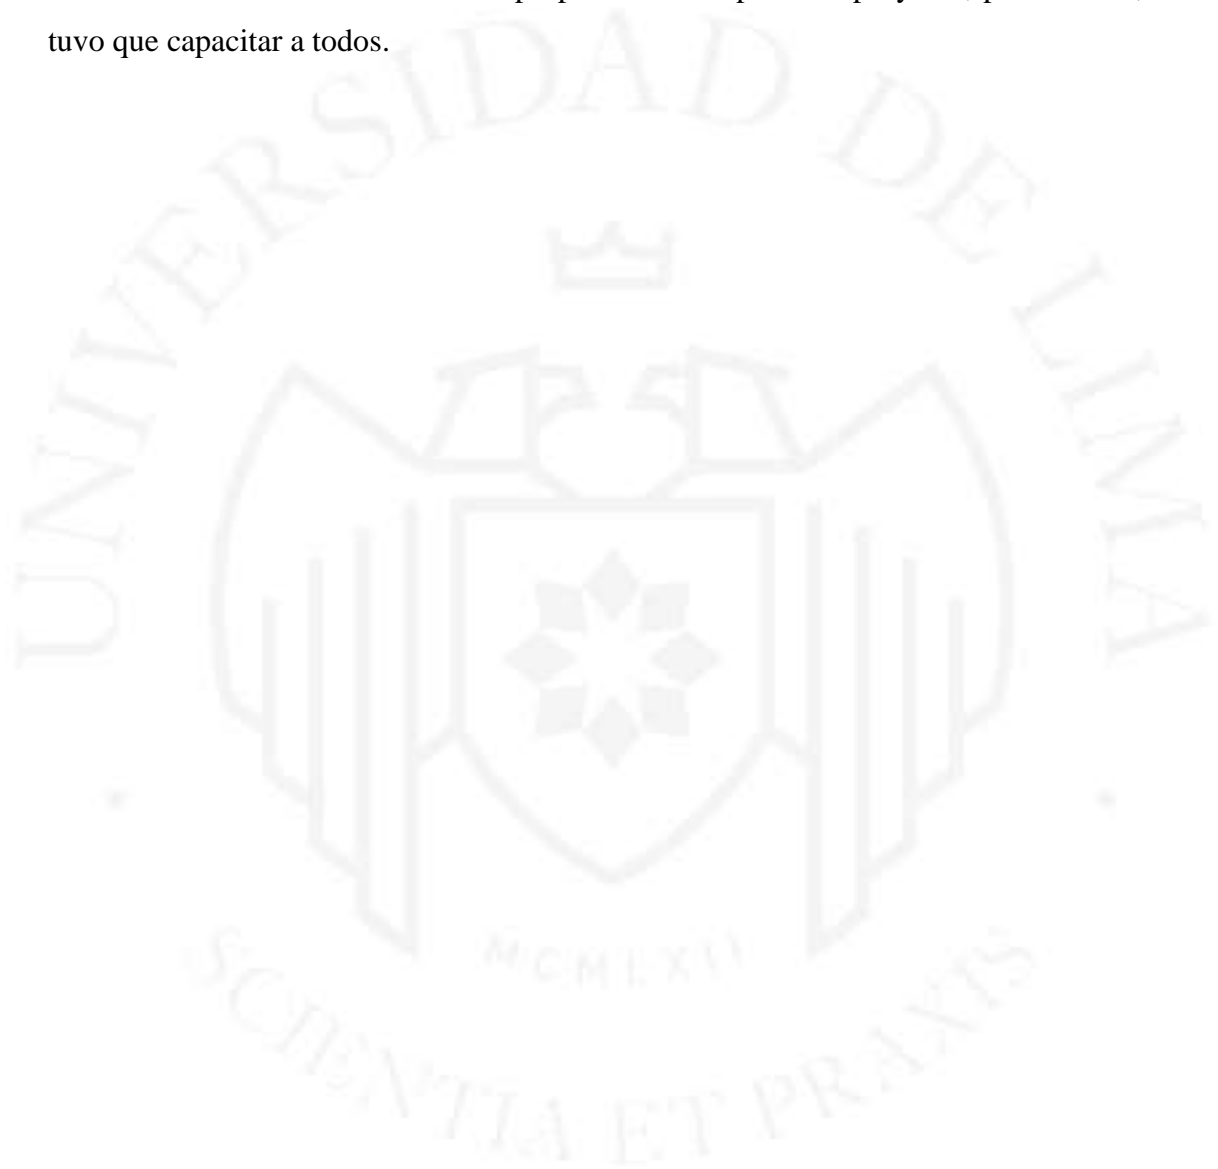 tuvo que capacitar a todos.
UNIVERSIDAD DE LIMA
MCMLXII
SCIENTIA ET PRAXIS